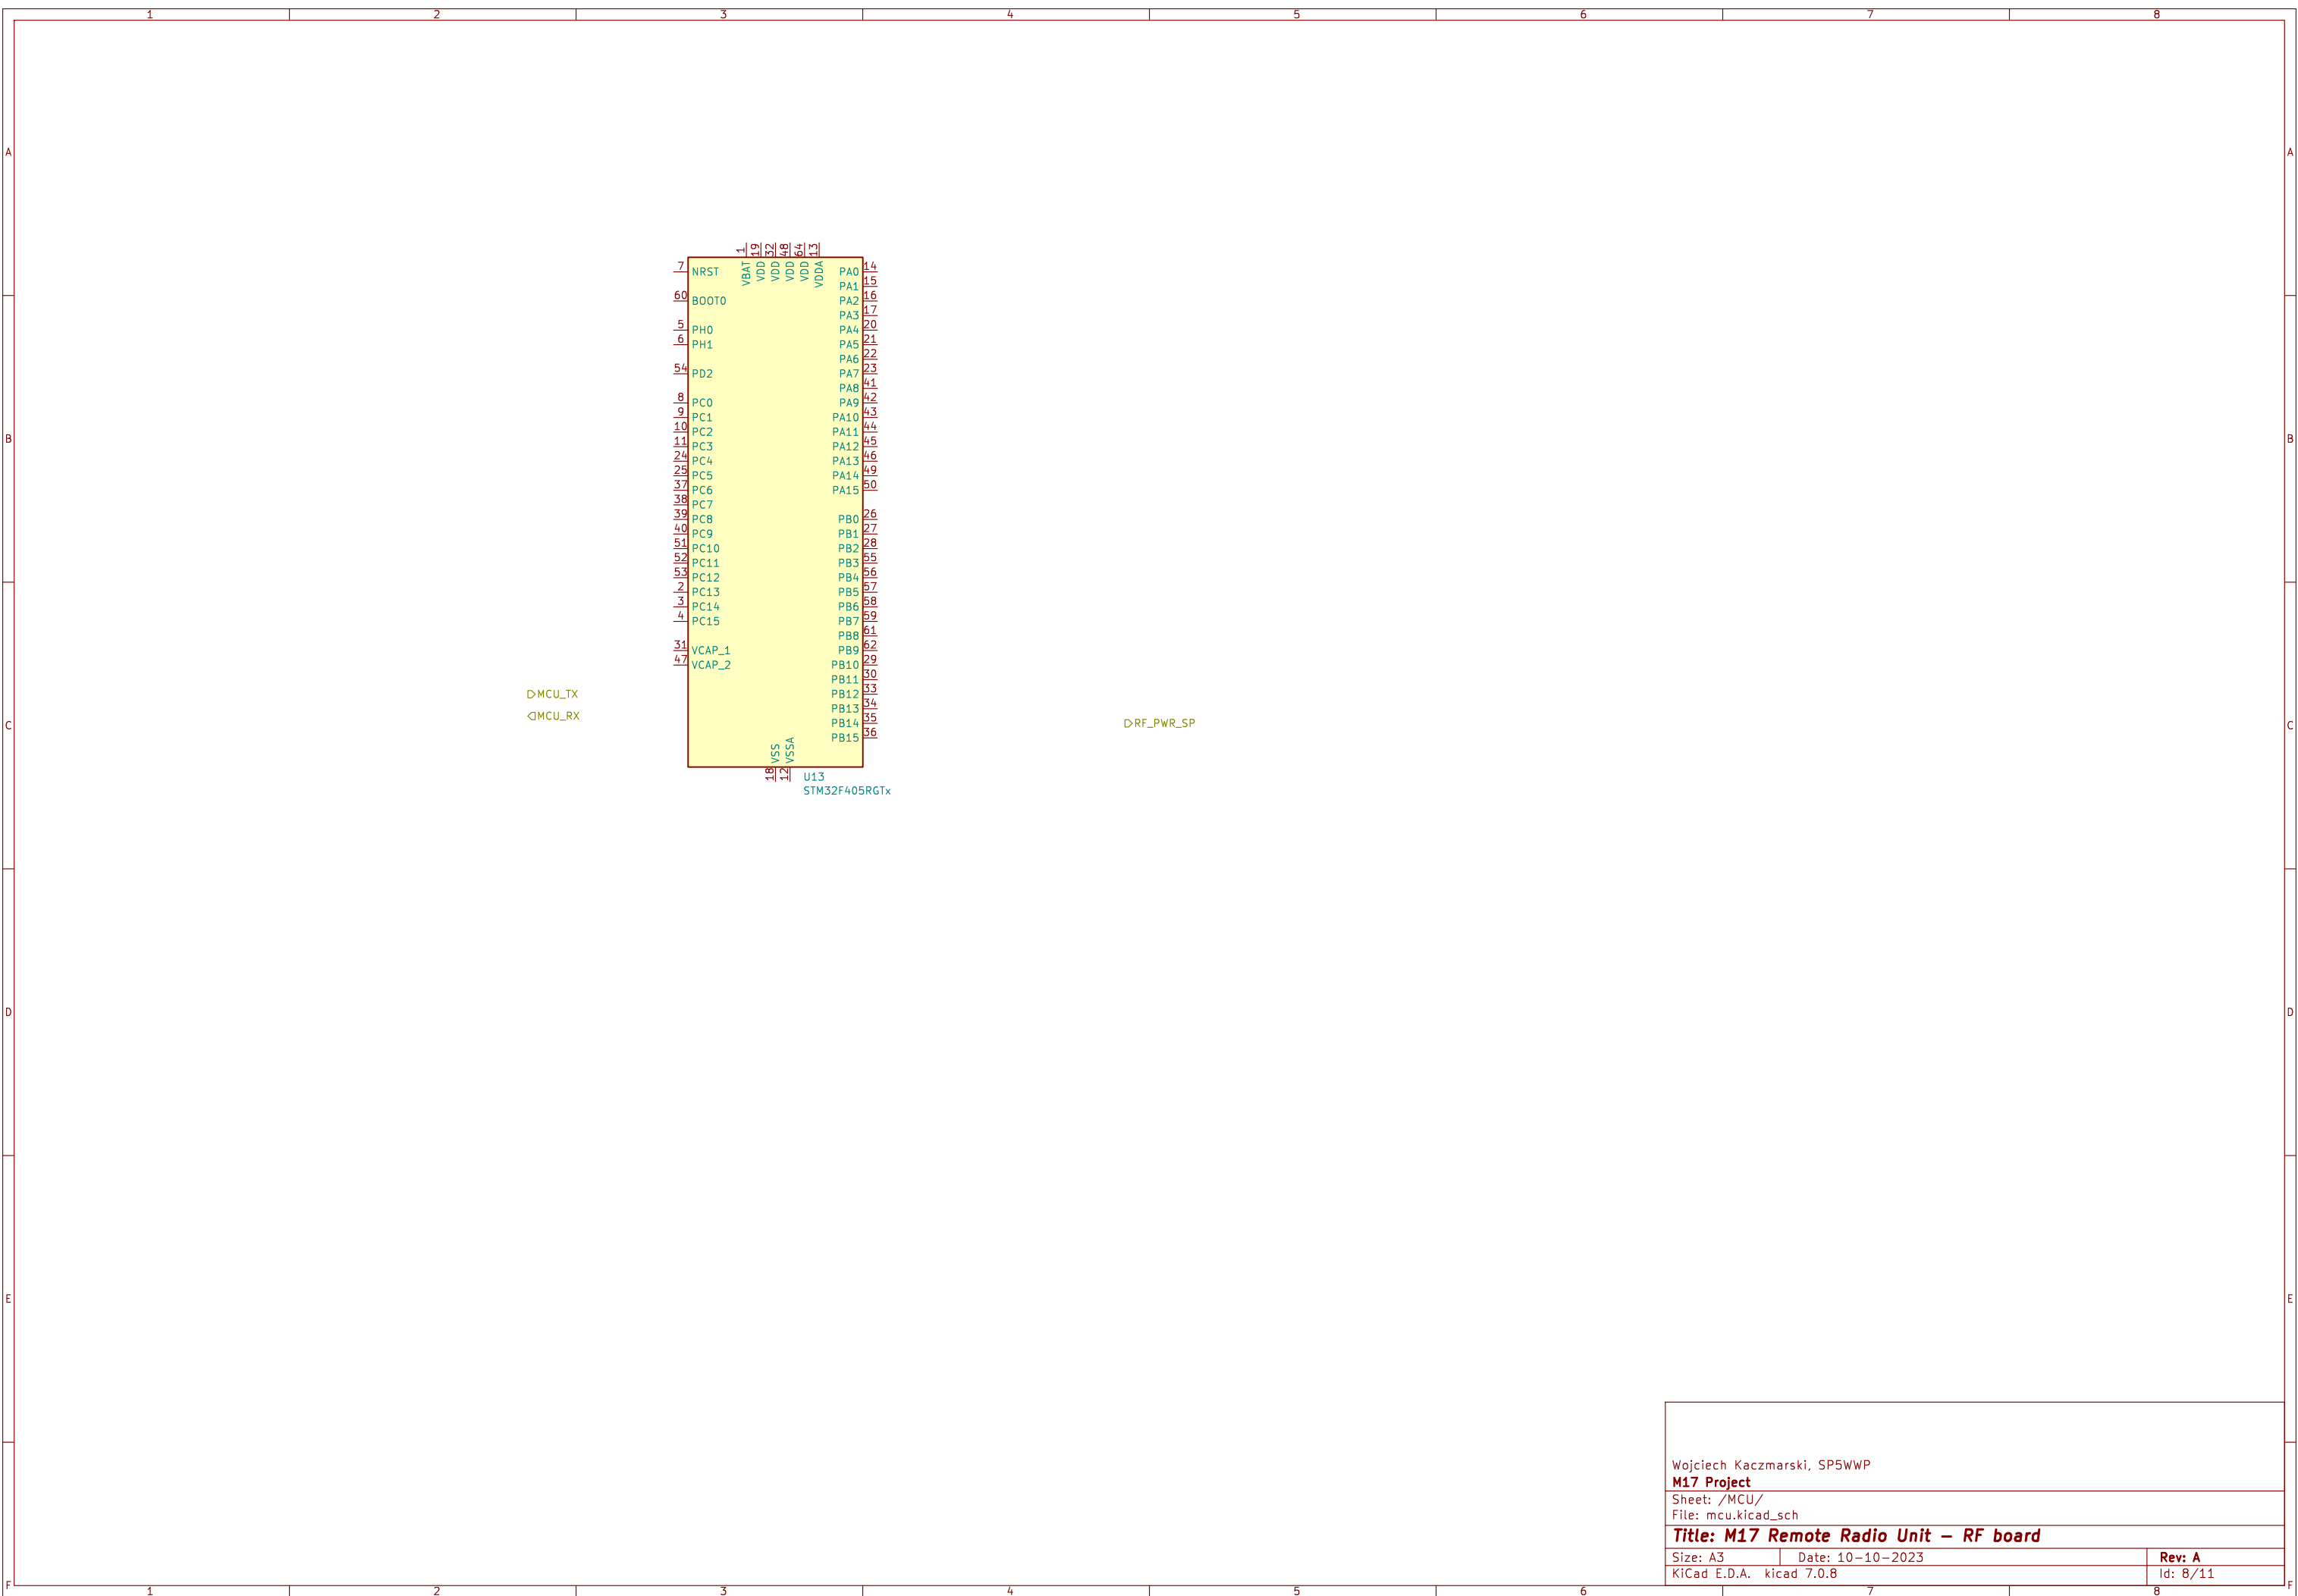 1 2 3 4 5 6 7 8
A A
B B
C C
D D
E E
F F
1 19 32 48 64 13
VBAT VDD VDD VDD VDD VDDA
7 NRST PA0 14
PA1 15
60 BOOT0 PA2 16
PA3 17
5 PH0 PA4 20
6 PH1 PA5 21
PA6 22
54 PD2 PA7 23
PA8 41
8 PC0 PA9 42
9 PC1 PA10 43
10 PC2 PA11 44
11 PC3 PA12 45
24 PC4 PA13 46
25 PC5 PA14 49
37 PC6 PA15 50
38 PC7
39 PC8 PB0 26
40 PC9 PB1 27
51 PC10 PB2 28
52 PC11 PB3 55
53 PC12 PB4 56
2 PC13 PB5 57
3 PC14 PB6 58
4 PC15 PB7 59
PB8 61
31 VCAP_1 PB9 62
47 VCAP_2 PB10 29
PB11 30
MCU_TX PB12 33
PB13 34
MCU_RX
PB14 35 RF_PWR_SP
PB15 36
VSS VSSA
18 12
U13
STM32F405RGTx
Wojciech Kaczmarski, SP5WWP
M17 Project
Sheet: /MCU/
File: mcu.kicad_sch
Title: M17 Remote Radio Unit – RF board
Size: A3 Date: 10-10-2023 Rev: A
KiCad E.D.A. kicad 7.0.8 Id: 8/11
1 2 3 4 5 6 7 8